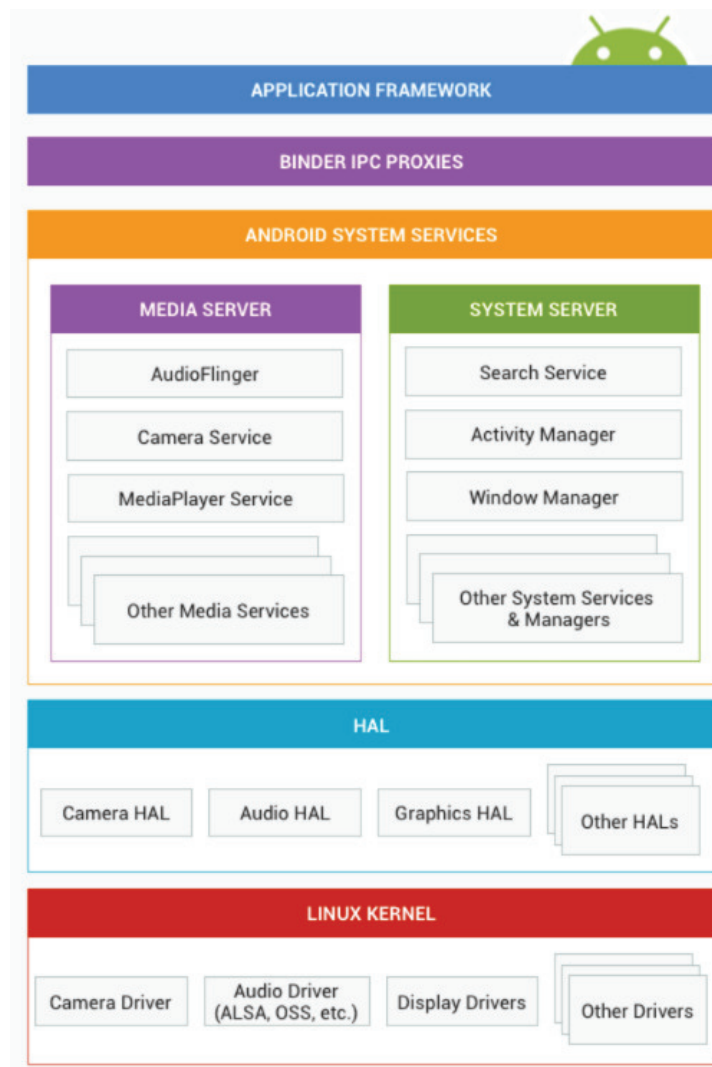 APPLICATION FRAMEWORK
BINDER IPC PROXIES
ANDROID SYSTEM SERVICES
MEDIA SERVER
AudioFlinger
Camera Service
MediaPlayer Service
Other Media Services
SYSTEM SERVER
Search Service
Activity Manager
Window Manager
Other System Services
& Managers
HAL
Camera HAL
Audio HAL
Graphics HAL
Other HALs
LINUX KERNEL
Camera Driver
Audio Driver
(ALSA, OSS, etc.)
Display Drivers
Other Drivers